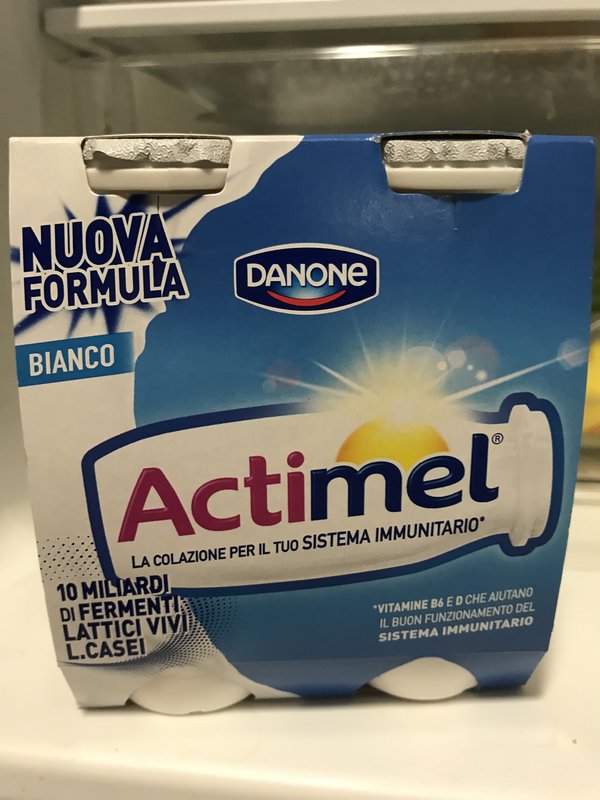 NUOVA
FORMULA
DANONE
BIANCO
Actimel®
LA COLAZIONE PER IL TUO SISTEMA IMMUNITARIO*
10 MILIARDI
DI FERMENTI
LATTICI VIVI
L.CASEI
*VITAMINE B6 E D CHE AIUTANO
IL BUON FUNZIONAMENTO DEL
SISTEMA IMMUNITARIO